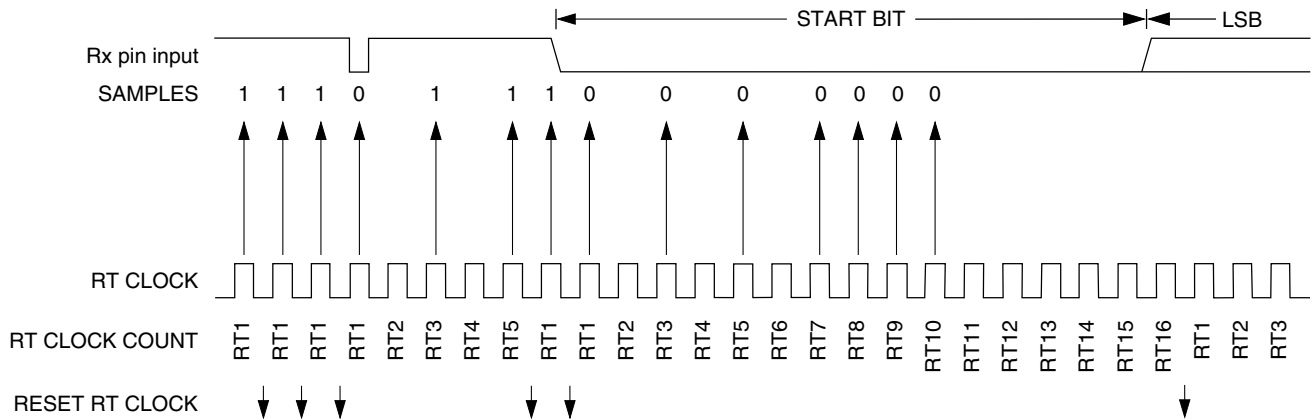 START BIT LSB
Rx pin input
SAMPLES 1 1 1 0 1 1 1 0 0 0 0 0 0 0
RT CLOCK
RT CLOCK COUNT RT1 RT1 RT1 RT1 RT2 RT3 RT4 RT5 RT1 RT1 RT2 RT3 RT4 RT5 RT6 RT7 RT8 RT9 RT10 RT11 RT12 RT13 RT14 RT15 RT16 RT1 RT2 RT3
RESET RT CLOCK